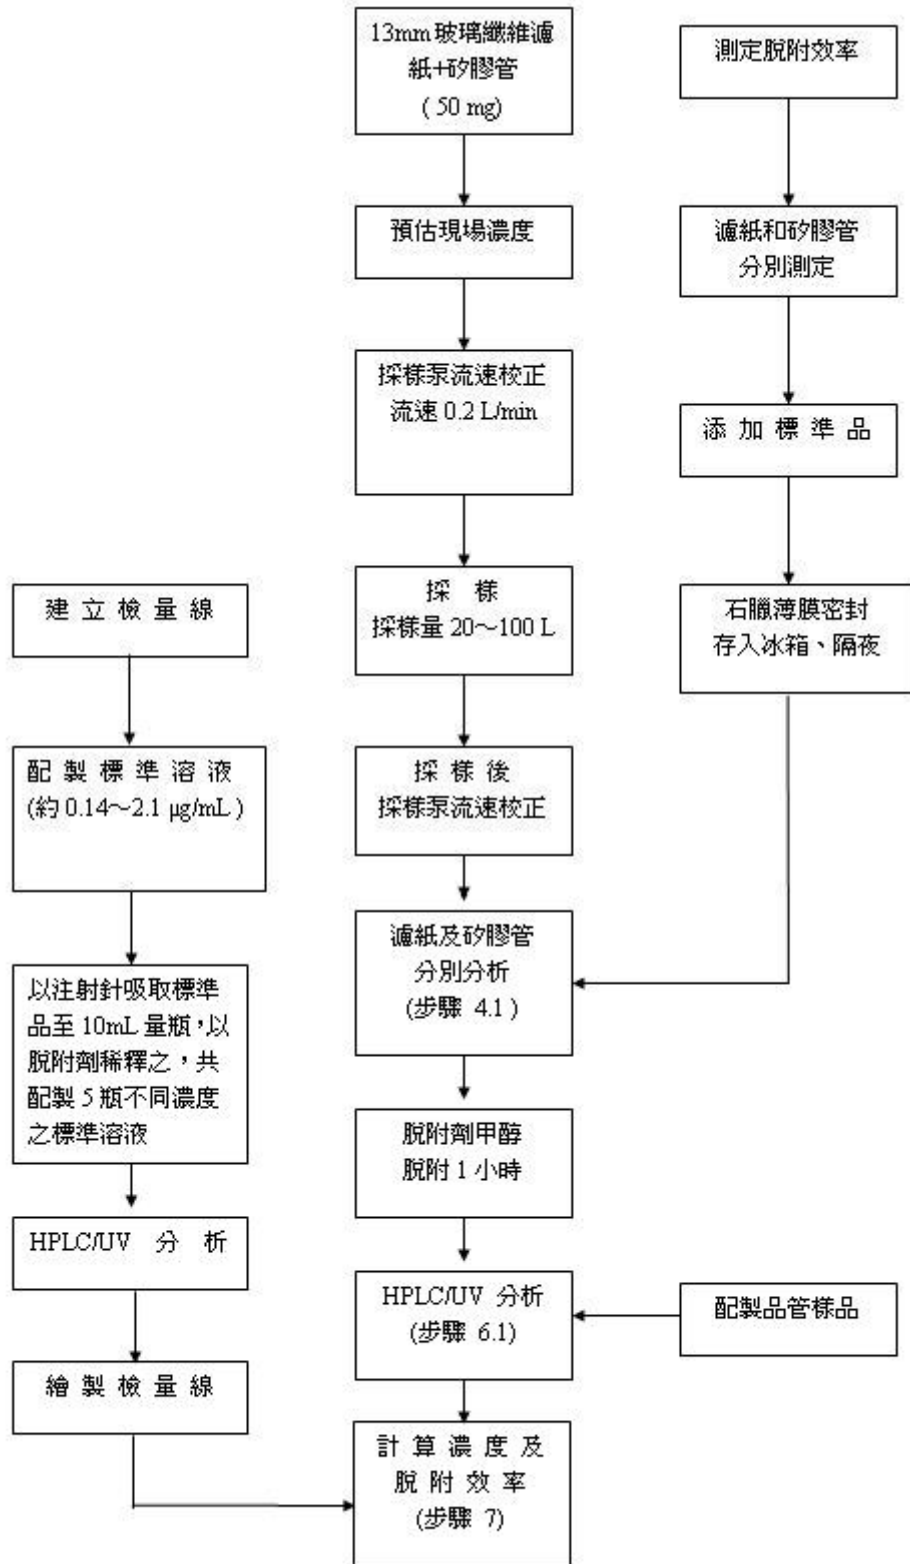 13mm玻璃纖維濾
紙+矽膠管
( 50 mg)
預估現場濃度
採樣泵流速校正
流速 0.2 L/min
採 樣
採樣量 20～100 L
採 樣 後
採樣泵流速校正
濾紙及矽膠管
分別分析
(步驟 4.1 )
脫附劑甲醇
脫附 1 小時
HPLC/UV 分析
(步驟 6.1)
計 算 濃 度 及
脫 附 效 率
(步驟 7)
測定脫附效率
濾紙和矽膠管
分別測定
添 加 標 準 品
石臘薄膜密封
存入冰箱、隔夜
配製品管樣品
建 立 檢 量 線
配 製 標 準 溶 液
(約 0.14～2.1 μg/mL )
以注射針吸取標準
品至 10mL 量瓶，以
脫附劑稀釋之，共
配製 5 瓶不同濃度
之標準溶液
HPLC/UV 分 析
繪 製 檢 量 線